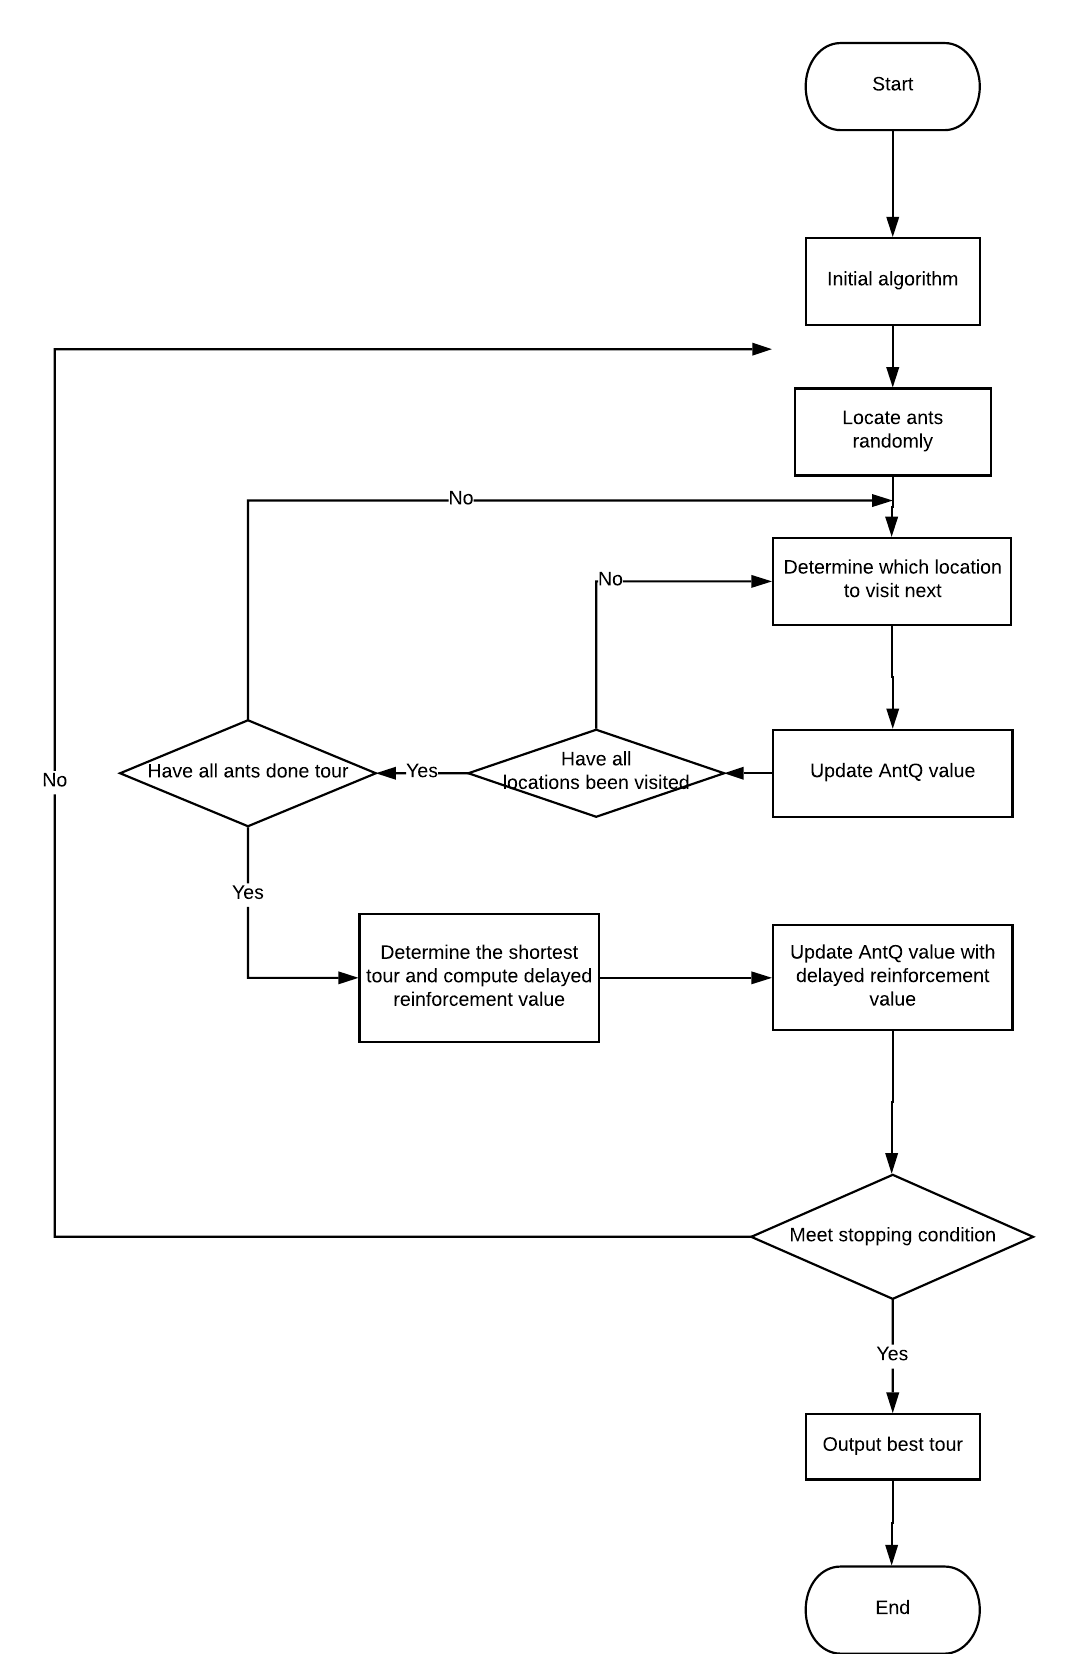 Start
Initial algorithm
Locate ants
randomly
No
Determine which location
to visit next
No
Have all ants done tour
Yes
Have all
locations been visited
Update AntQ value
No
Yes
Determine the shortest
tour and compute delayed
reinforcement value
Update AntQ value with
delayed reinforcement
value
Meet stopping condition
Yes
Output best tour
End